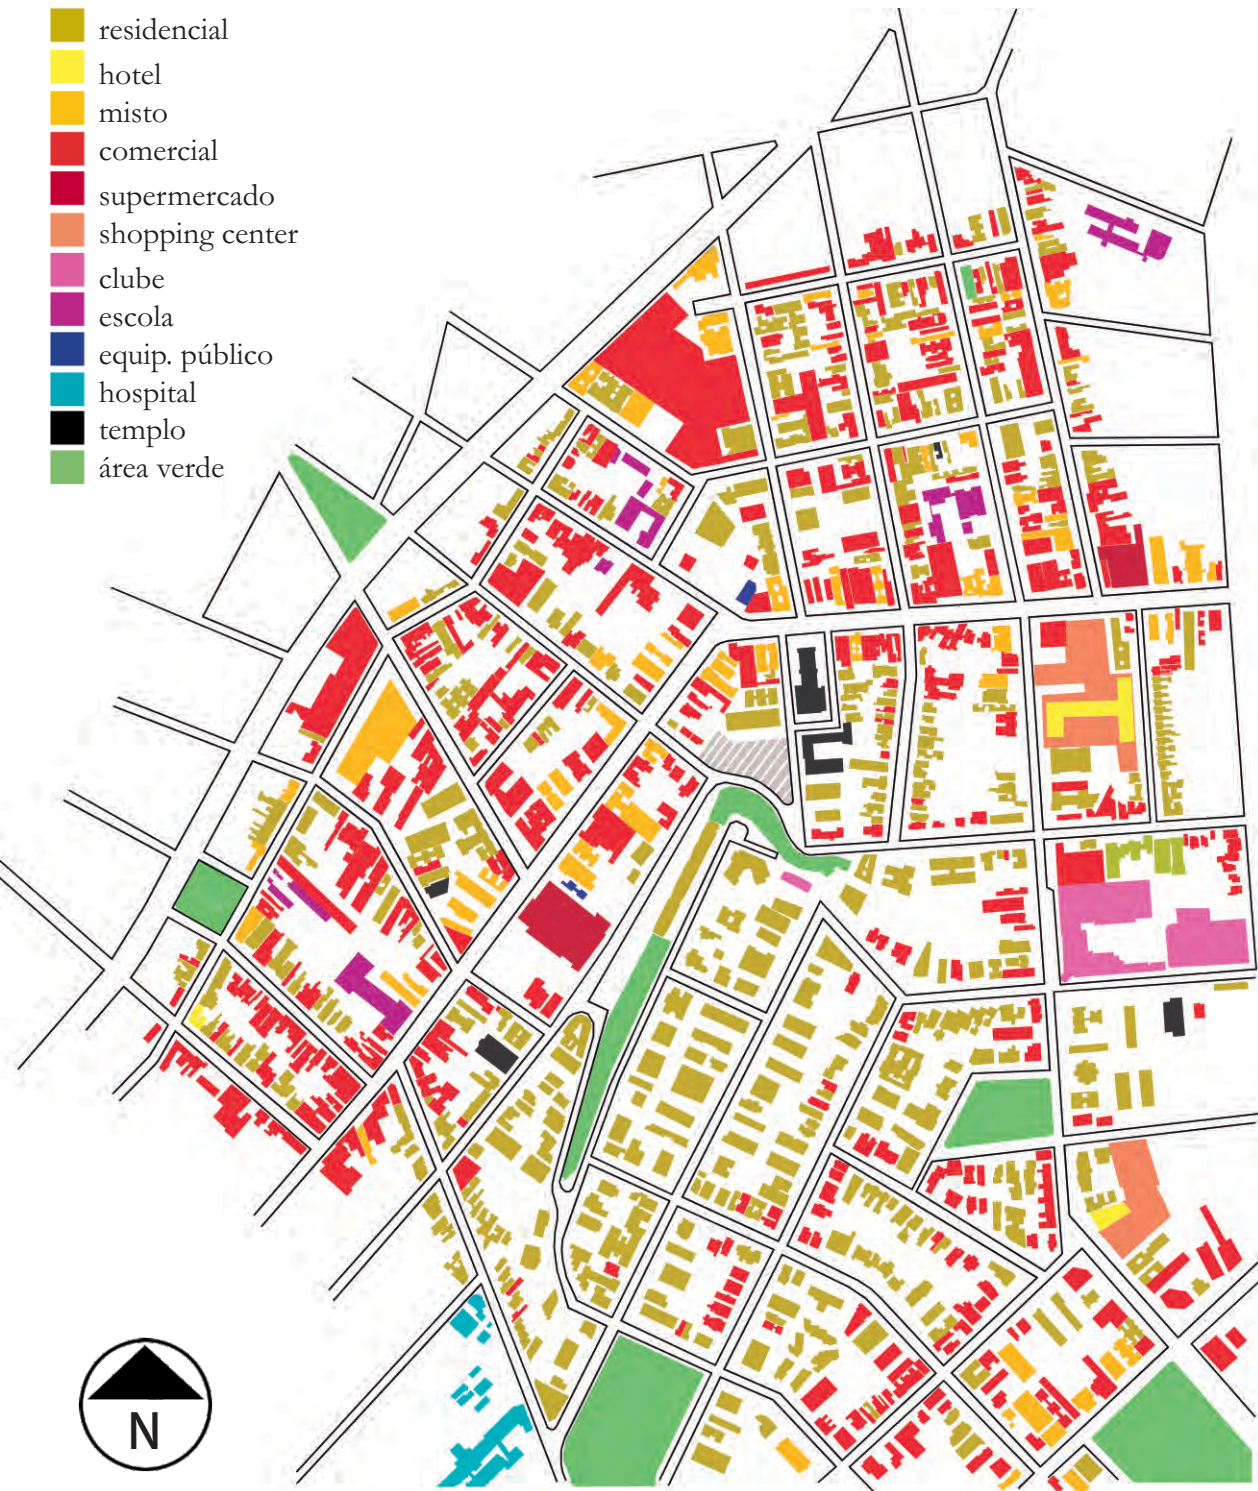 residencial
hotel
misto
comercial
supermercado
shopping center
clube
escola
equip. público
hospital
templo
área verde
N